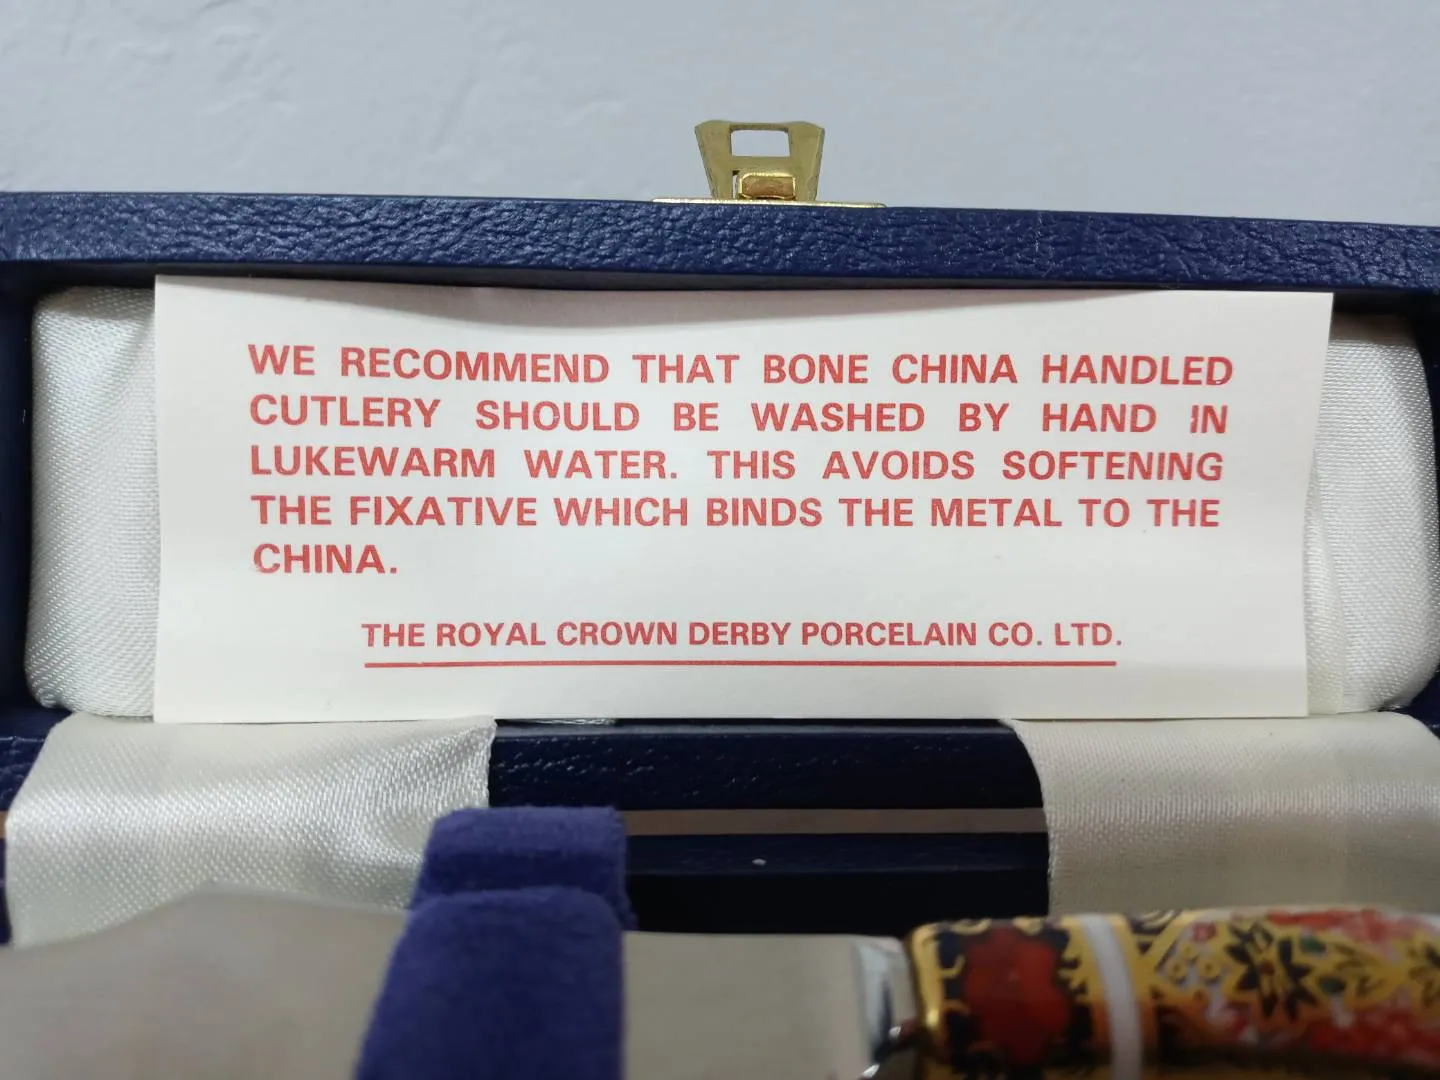 WE RECOMMEND THAT BONE CHINA HANDLED
CUTLERY SHOULD BE WASHED BY HAND IN
LUKEWARM WATER. THIS AVOIDS SOFTENING
THE FIXATIVE WHICH BINDS THE METAL TO THE
CHINA.
THE ROYAL CROWN DERBY PORCELAIN CO. LTD.